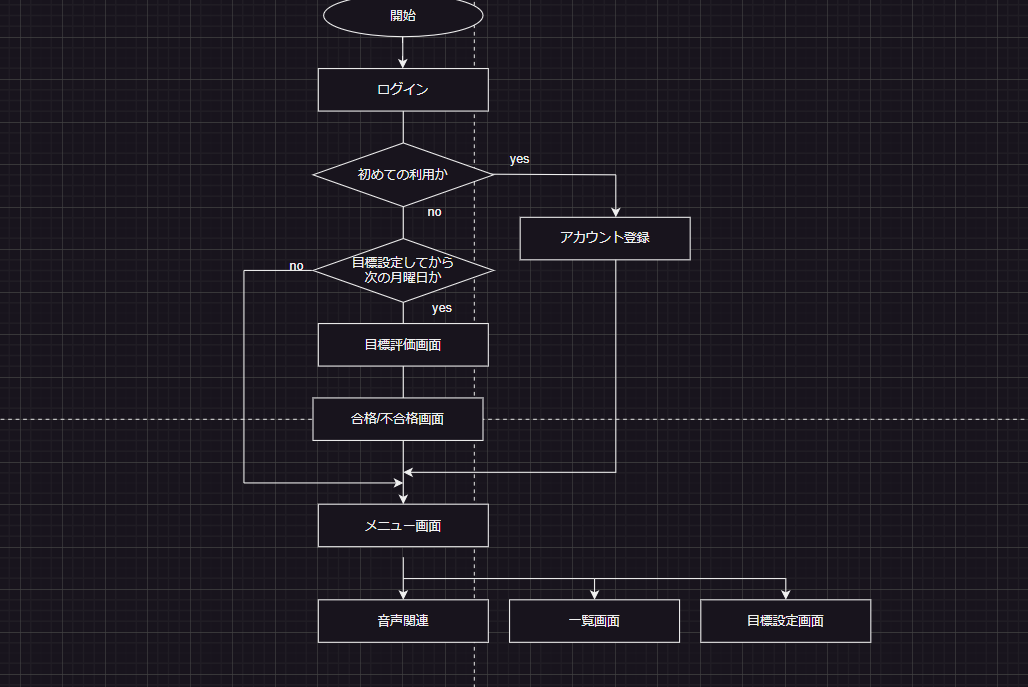 開始
ログイン
初めての利用か
yes
no
アカウント登録
目標設定してから
次の月曜日か
no
yes
目標評価画面
合格/不合格画面
メニュー画面
音声関連
一覧画面
目標設定画面